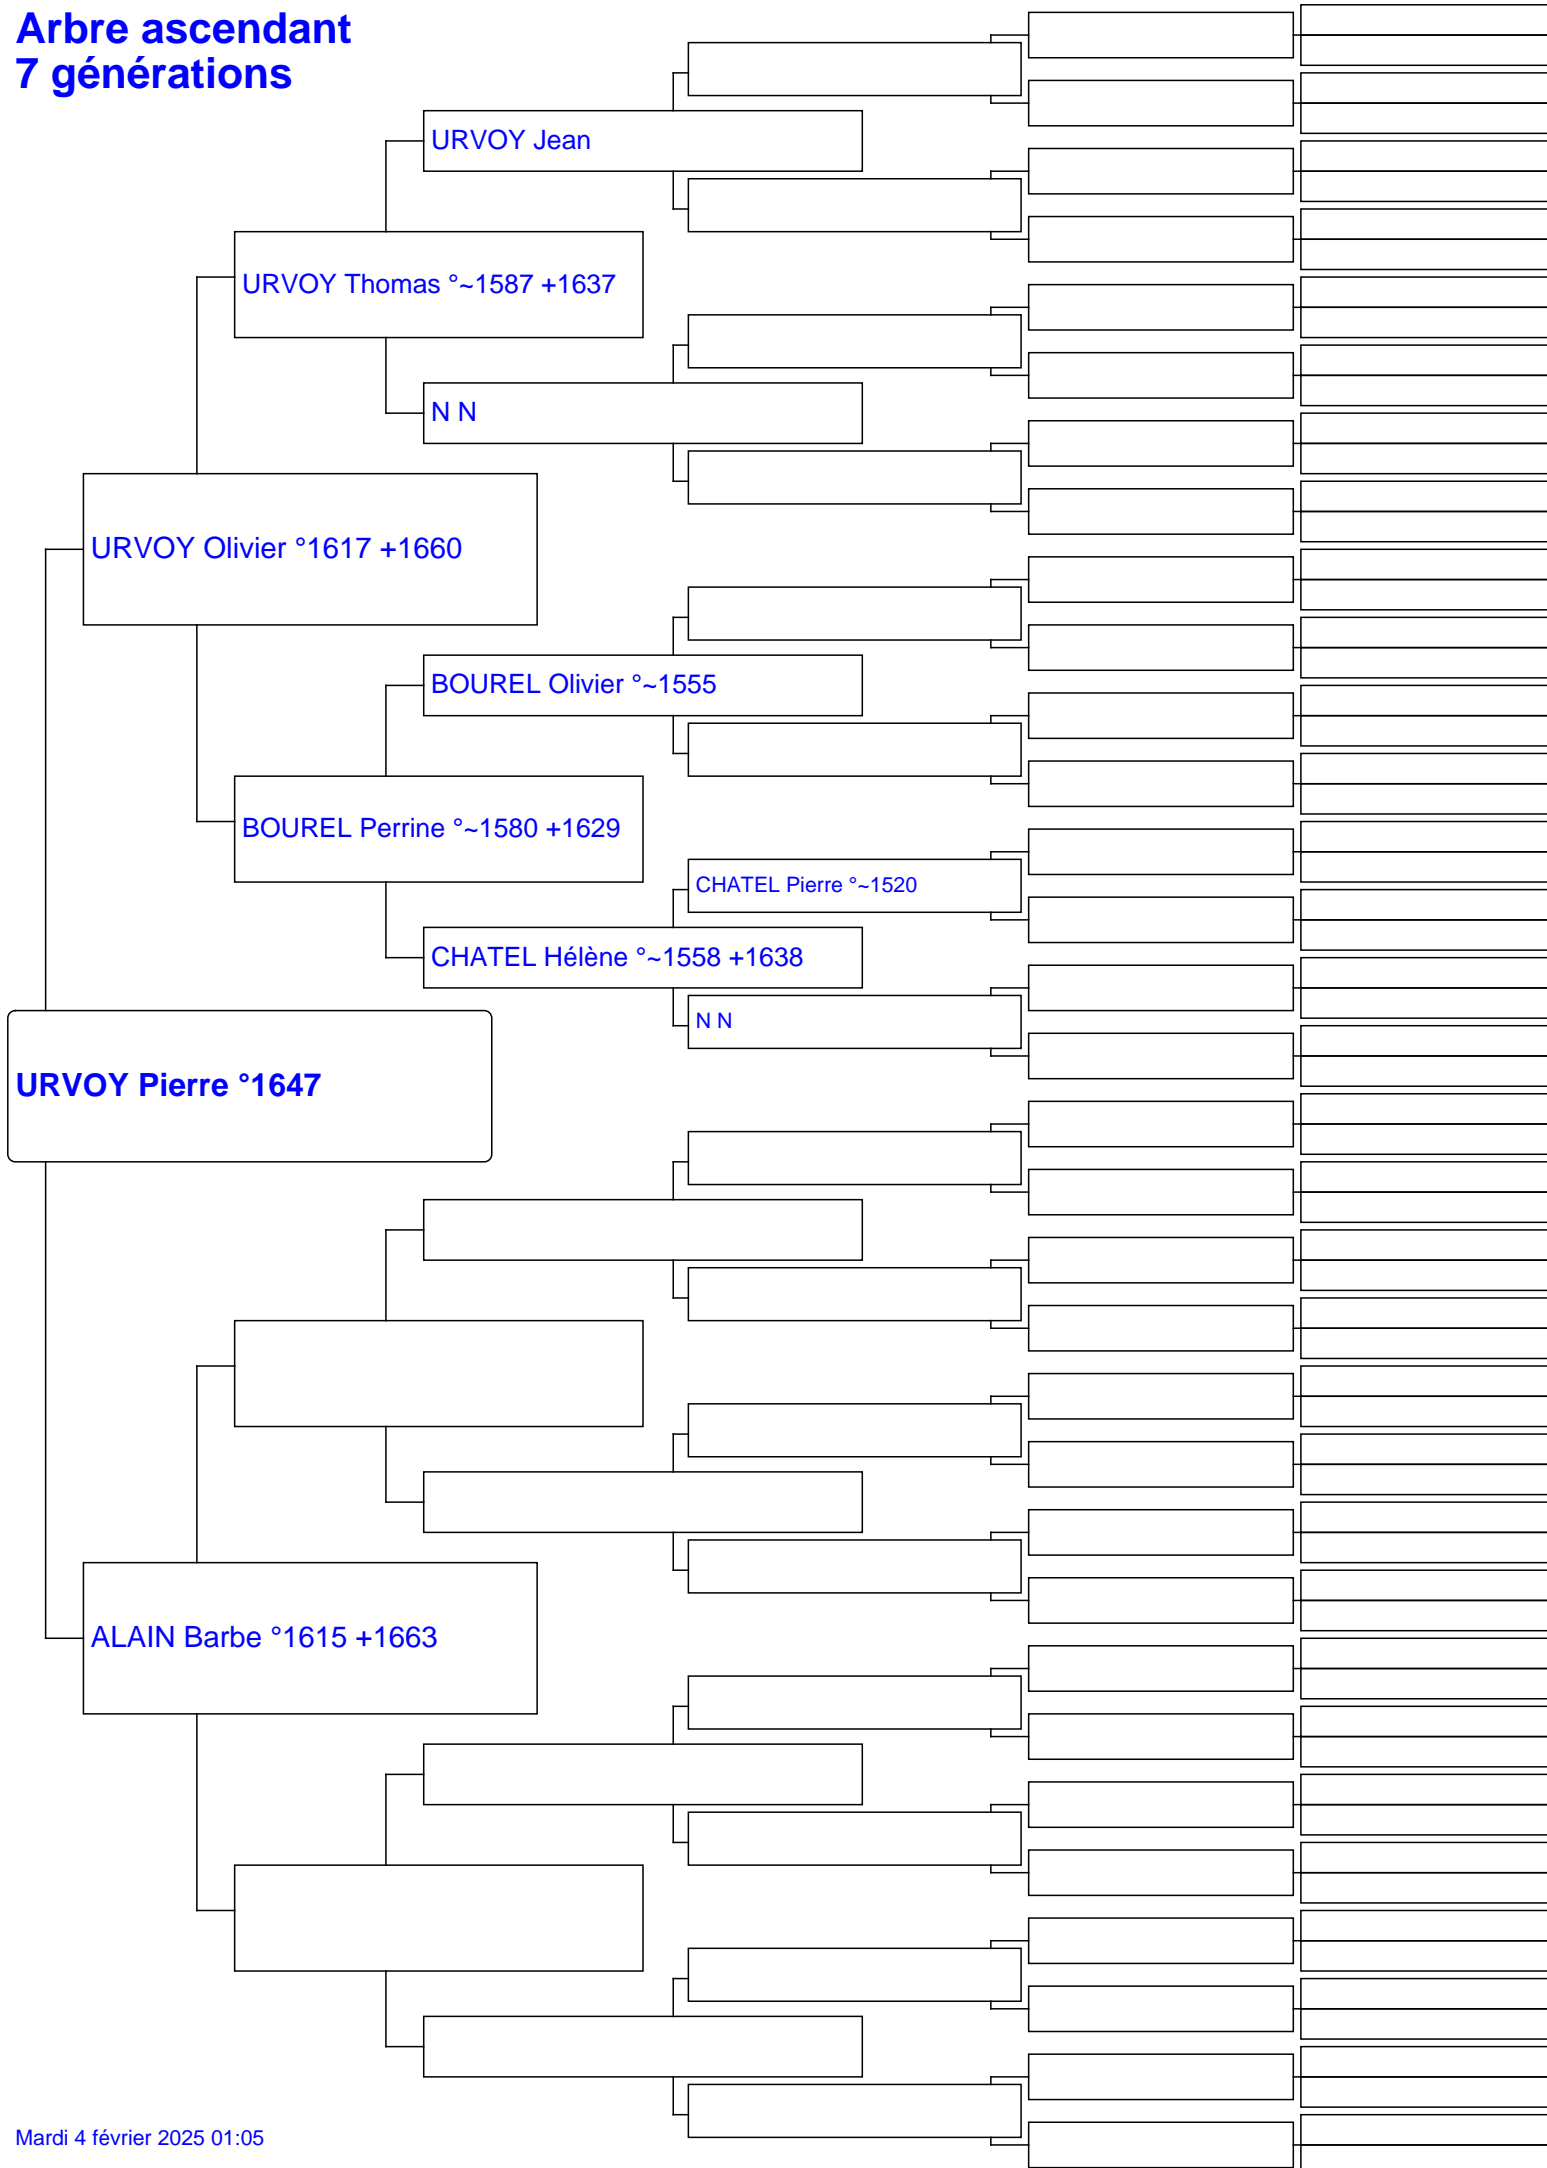 Arbre ascendant
7 générations
URVOY Jean
URVOY Thomas °~1587 +1637
N N
URVOY Olivier °1617 +1660
BOUREL Olivier °~1555
BOUREL Perrine °~1580 +1629
CHATEL Pierre °~1520
CHATEL Hélène °~1558 +1638
N N
URVOY Pierre °1647
ALAIN Barbe °1615 +1663
Mardi 4 février 2025 01:05